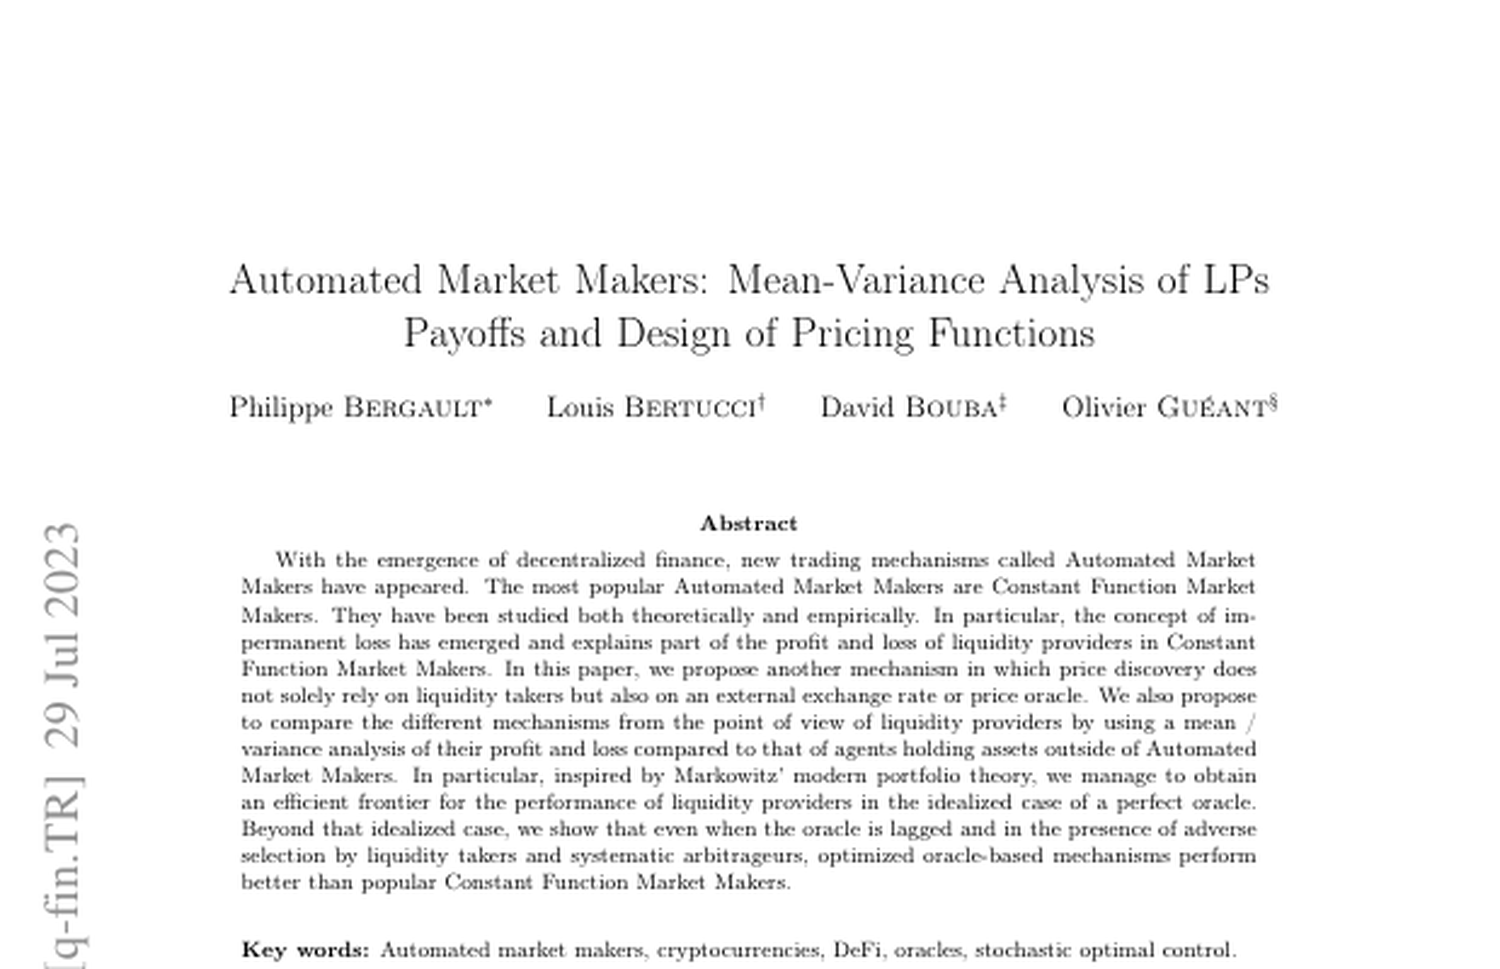 Automated Market Makers: Mean-Variance Analysis of LPs
Payoffs and Design of Pricing Functions
Philippe BERGAULT* Louis BERTUCCI† David BOUBA‡ Olivier GUÉANT§
Abstract
With the emergence of decentralized finance, new trading mechanisms called Automated Market
Makers have appeared. The most popular Automated Market Makers are Constant Function Market
Makers. They have been studied both theoretically and empirically. In particular, the concept of im-
permanent loss has emerged and explains part of the profit and loss of liquidity providers in Constant
Function Market Makers. In this paper, we propose another mechanism in which price discovery does
not solely rely on liquidity takers but also on an external exchange rate or price oracle. We also propose
to compare the different mechanisms from the point of view of liquidity providers by using a mean /
variance analysis of their profit and loss compared to that of agents holding assets outside of Automated
Market Makers. In particular, inspired by Markowitz' modern portfolio theory, we manage to obtain
an efficient frontier for the performance of liquidity providers in the idealized case of a perfect oracle.
Beyond that idealized case, we show that even when the oracle is lagged and in the presence of adverse
selection by liquidity takers and systematic arbitrageurs, optimized oracle-based mechanisms perform
better than popular Constant Function Market Makers.
Key words: Automated market makers, cryptocurrencies, DeFi, oracles, stochastic optimal control.
[q-fin.TR] 29 Jul 2023